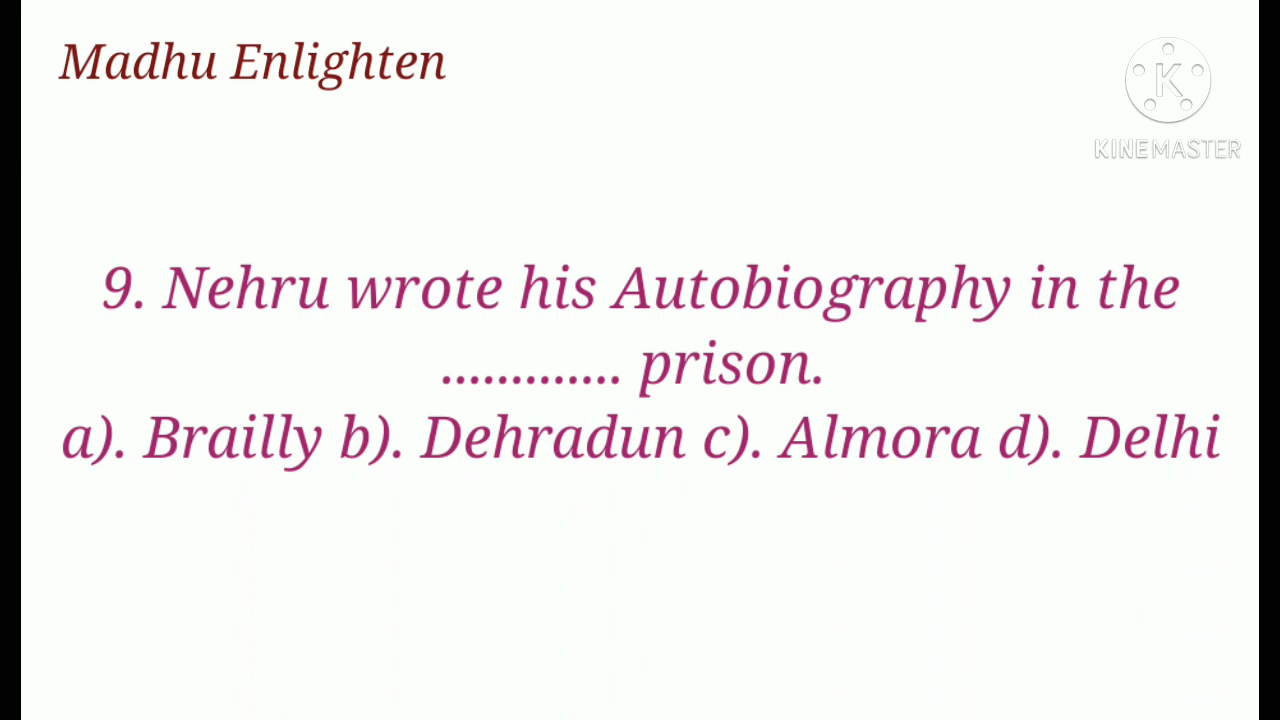 Madhu Enlighten
K
KINEMASTER
9. Nehru wrote his Autobiography in the
............. prison.
a). Brailly b). Dehradun c). Almora d). Delhi